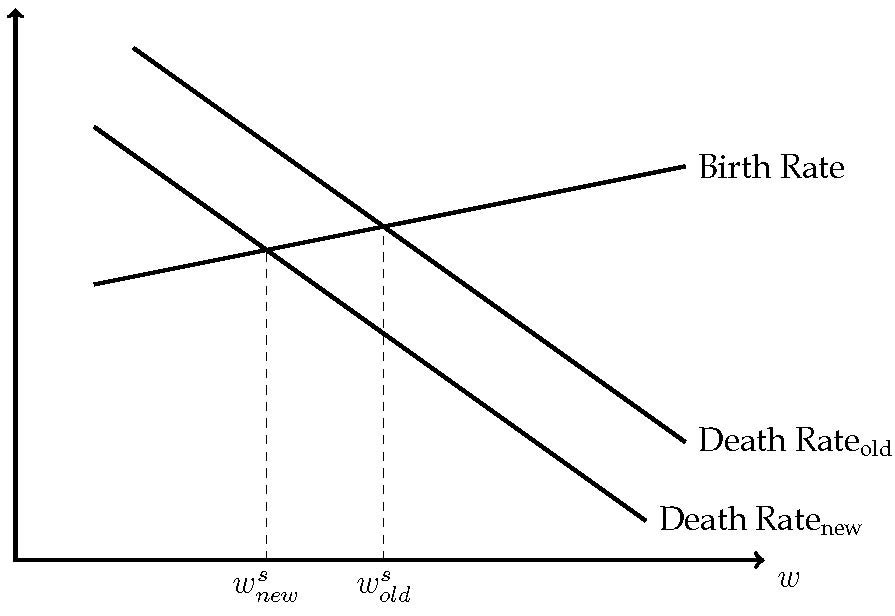 Birth Rate
Death Rate_old
Death Rate_new
w^s_new
w^s_old
w